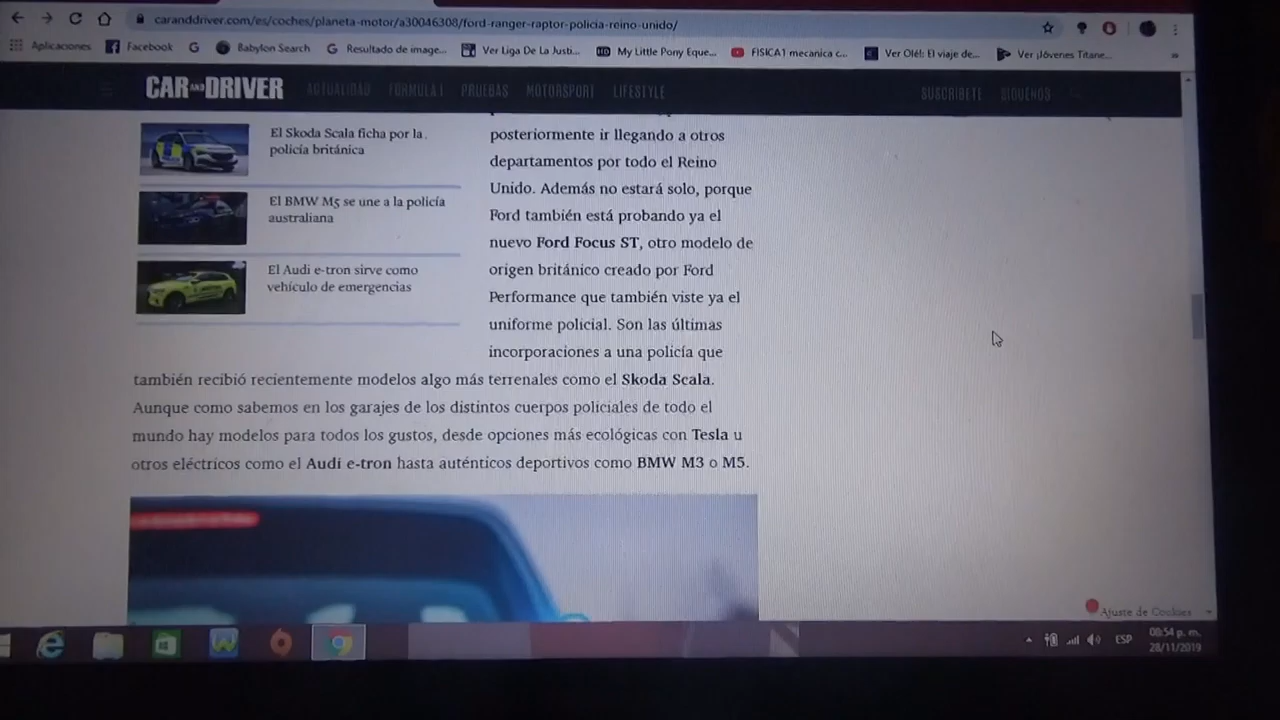 caranddriver.com/es/coches/planeta-motor/a30046308/ford-ranger-raptor-policia-reino-unido/
Aplicaciones Facebook Babylon Search Resultado de image... Ver Liga De La Justi... My Little Pony Eque... FISICA1 mecanica c... Ver Olé!: El viaje de... Ver ¡Jóvenes Titane...
CAR AND DRIVER ACTUALIDAD FÓRMULA 1 PRUEBAS MOTORSPORT LIFESTYLE SUSCRÍBETE SÍGUENOS
El Skoda Scala ficha por la
policía británica
El BMW M5 se une a la policía
australiana
El Audi e-tron sirve como
vehículo de emergencias
posteriormente ir llegando a otros
departamentos por todo el Reino
Unido. Además no estará solo, porque
Ford también está probando ya el
nuevo Ford Focus ST, otro modelo de
origen británico creado por Ford
Performance que también viste ya el
uniforme policial. Son las últimas
incorporaciones a una policía que
también recibió recientemente modelos algo más terrenales como el Skoda Scala.
Aunque como sabemos en los garajes de los distintos cuerpos policiales de todo el
mundo hay modelos para todos los gustos, desde opciones más ecológicas con Tesla u
otros eléctricos como el Audi e-tron hasta auténticos deportivos como BMW M3 o M5.
Ajuste de Cookies
ESP
08:54 p. m.
28/11/2019